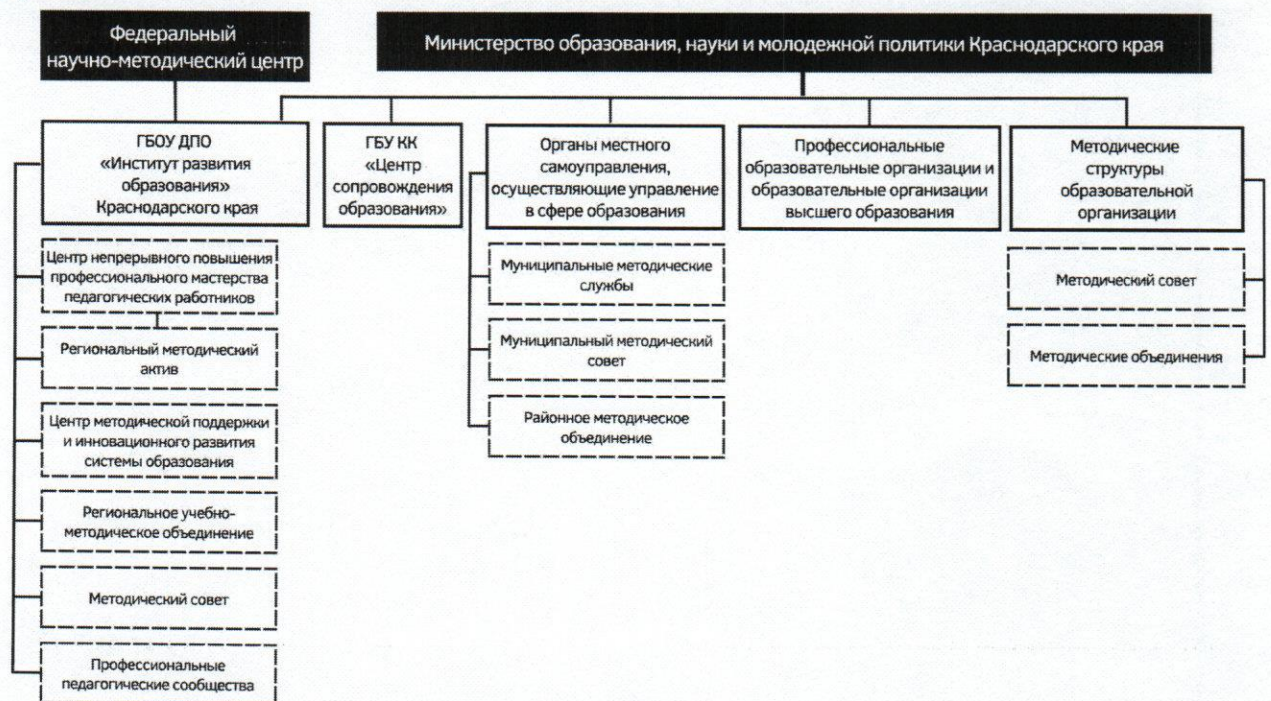 Федеральный
научно-методический центр
Министерство образования, науки и молодежной политики Краснодарского края
ГБОУ ДПО
«Институт развития
образования»
Краснодарского края
ГБУ КК
«Центр
сопровождения
образования»
Органы местного
самоуправления,
осуществляющие управление
в сфере образования
Профессиональные
образовательные организации и
образовательные организации
высшего образования
Методические
структуры
образовательной
организации
Центр непрерывного повышения
профессионального мастерства
педагогических работников
Региональный методический
актив
Центр методической поддержки
и инновационного развития
системы образования
Региональное учебно-
методическое объединение
Методический совет
Профессиональные
педагогические сообщества
Муниципальные методические
службы
Муниципальный методический
совет
Районное методическое
объединение
Методический совет
Методические объединения